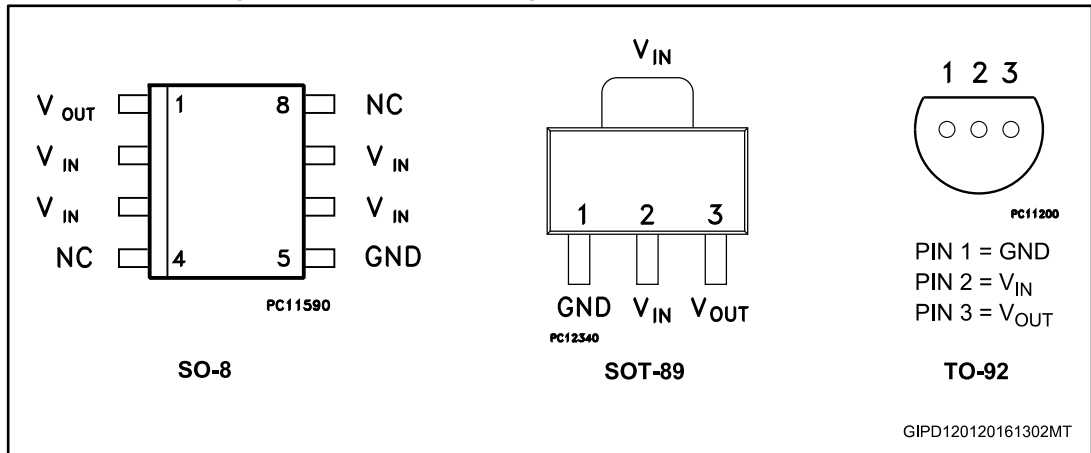 V OUT 1 8 NC
V IN V IN
V IN V IN
NC 4 5 GND
PC11590
SO-8
V IN
1 2 3
GND V IN V OUT
PC12340
SOT-89
1 2 3
PC11200
PIN 1 = GND
PIN 2 = V IN
PIN 3 = V OUT
TO-92
GIPD120120161302MT